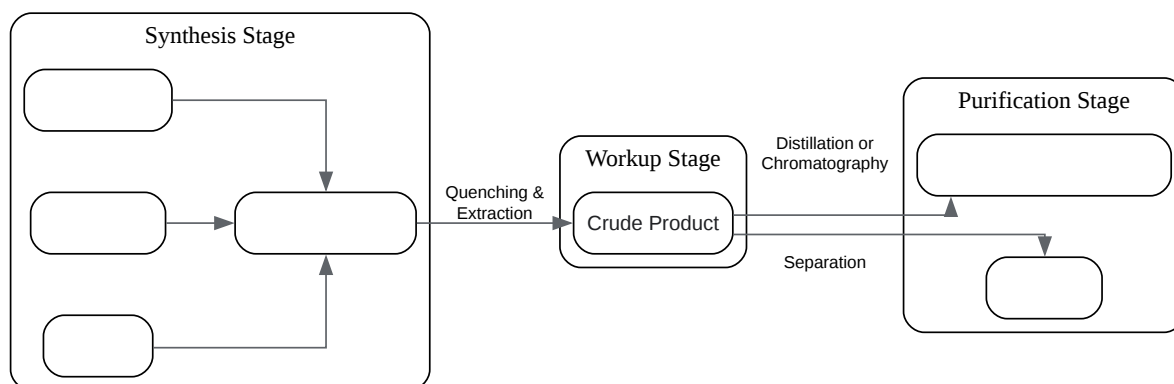 Synthesis Stage
Quenching &
Extraction
Workup Stage
Crude Product
Distillation or
Chromatography
Separation
Purification Stage